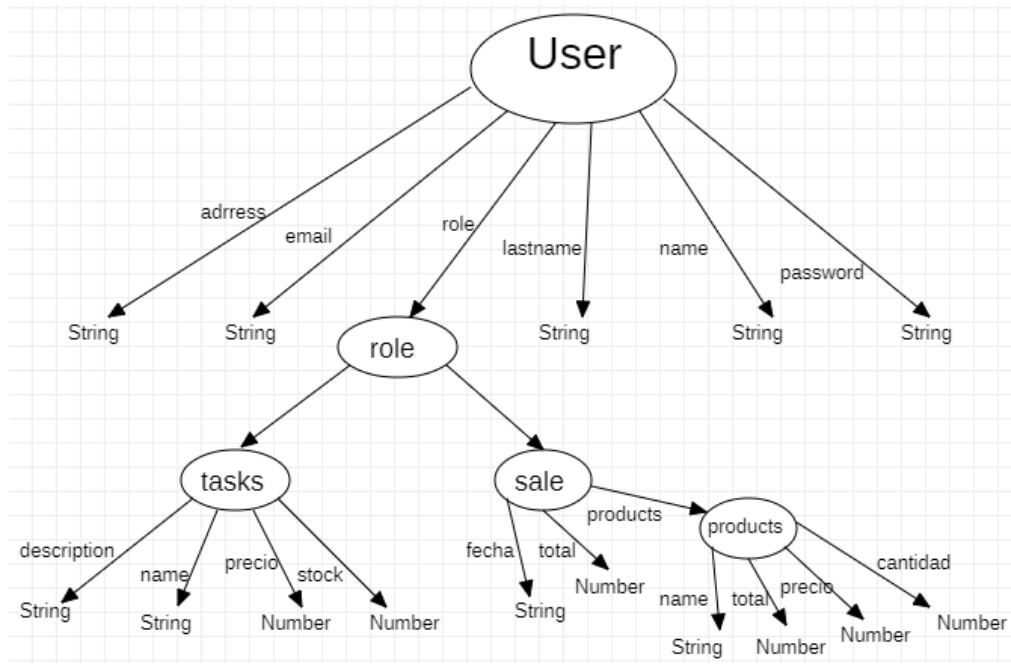 User
adrress
email
role
lastname
name
password
String
String
String
String
String
role
tasks
sale
products
products
description
name
precio
stock
fecha
total
cantidad
name
total
precio
String
String
Number
Number
String
Number
String
Number
Number
Number